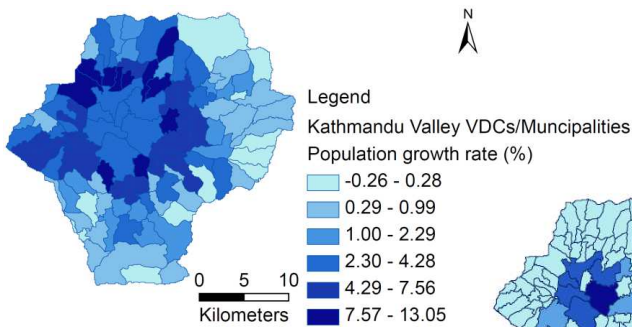 N
Legend
Kathmandu Valley VDCs/Muncipalities
Population growth rate (%)
-0.26 - 0.28
0.29 - 0.99
1.00 - 2.29
2.30 - 4.28
4.29 - 7.56
7.57 - 13.05
0 5 10
Kilometers